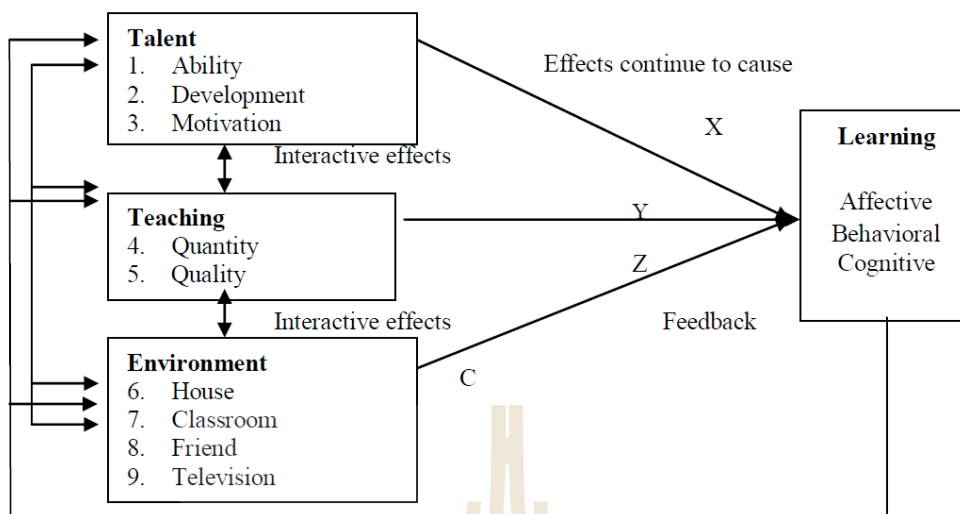 Talent
1. Ability
2. Development
3. Motivation
Interactive effects
Teaching
4. Quantity
5. Quality
Interactive effects
Environment
6. House
7. Classroom
8. Friend
9. Television
Effects continue to cause
X
Y
Z
Feedback
C
Learning
Affective
Behavioral
Cognitive